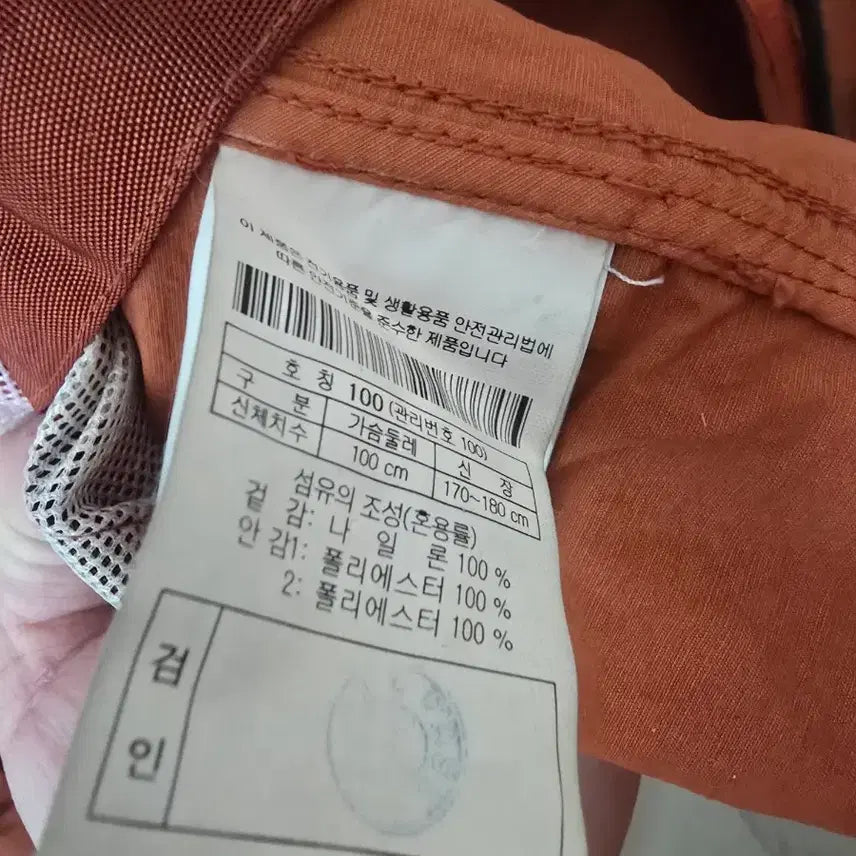 이 제품은 전기용품 및 생활용품 안전관리법에
따른 안전기준을 준수한 제품입니다
호 칭 100 (관리번호 100)
구 분 가슴둘레 신 장
신체치수 100 cm 170~180 cm
섬유의 조성(혼용률)
겉 감: 나 일 론 100 %
안 감1: 폴리에스터 100 %
2: 폴리에스터 100 %
검
인